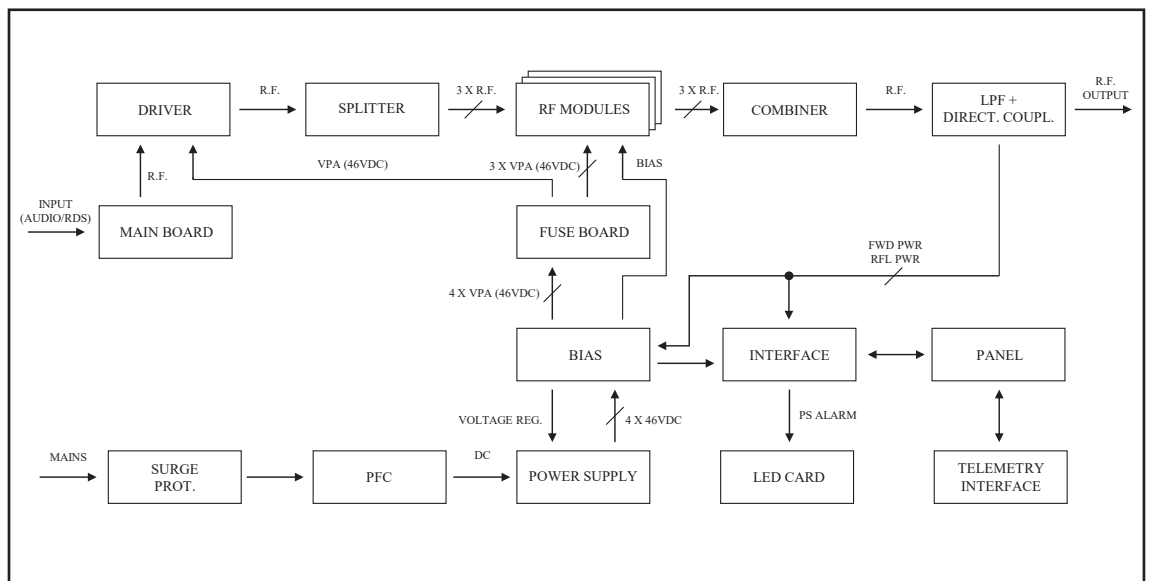 R.F.
3 X R.F.
3 X R.F.
R.F.
R.F.
OUTPUT
DRIVER
SPLITTER
RF MODULES
COMBINER
LPF +
DIRECT. COUPL.
VPA (46VDC)
3 X VPA (46VDC)
BIAS
R.F.
INPUT
(AUDIO/RDS)
MAIN BOARD
FUSE BOARD
FWD PWR
RFL PWR
4 X VPA (46VDC)
BIAS
INTERFACE
PANEL
VOLTAGE REG.
4 X 46VDC
PS ALARM
MAINS
DC
SURGE
PROT.
PFC
POWER SUPPLY
LED CARD
TELEMETRY
INTERFACE